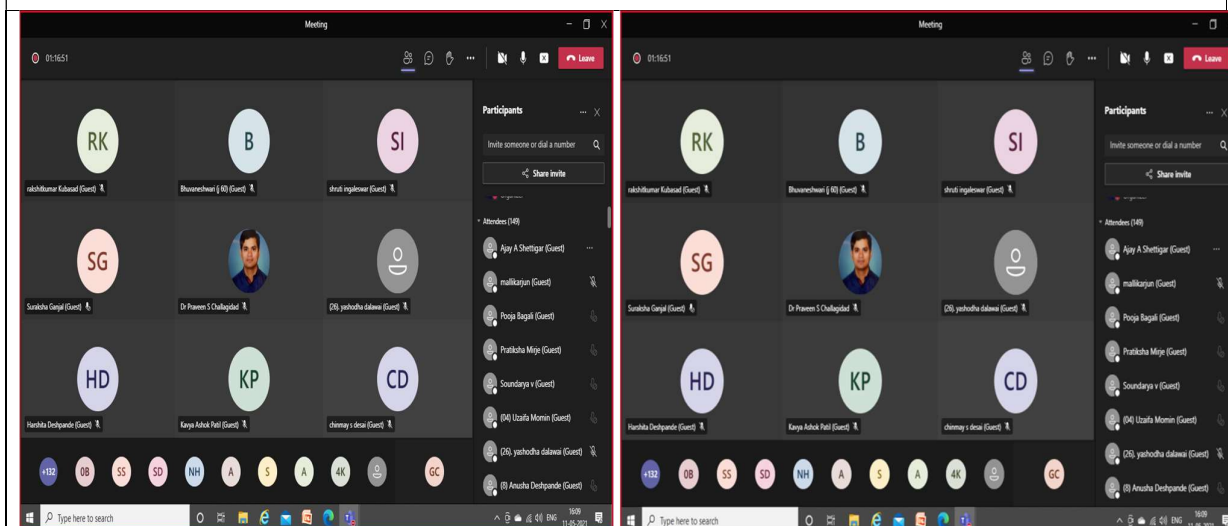 Meeting
01:16:51
Leave
RK
B
SI
rakshitkumar Kubasad (Guest)
Bhuvaneshwari (j 60) (Guest)
shruti ingaleswar (Guest)
SG
Suraksha Ganjal (Guest)
Dr Praveen S Challagidad
(26). yashodha dalawai (Guest)
HD
KP
CD
Harshita Deshpande (Guest)
Kavya Ashok Patil (Guest)
chinmay s desai (Guest)
+132
0B
SS
SD
NH
A
S
A
4K
GC
Participants
Invite someone or dial a number
Share invite
Attendees (149)
Ajay A Shettigar (Guest)
mallikarjun (Guest)
Pooja Bagali (Guest)
Pratiksha Mirje (Guest)
Soundarya v (Guest)
(04) Uzaifa Momin (Guest)
(26). yashodha dalawai (Guest)
(8) Anusha Deshpande (Guest)
Type here to search
ENG
16:09
11-05-2021
Meeting
01:16:51
Leave
RK
B
SI
rakshitkumar Kubasad (Guest)
Bhuvaneshwari (j 60) (Guest)
shruti ingaleswar (Guest)
SG
Suraksha Ganjal (Guest)
Dr Praveen S Challagidad
(26). yashodha dalawai (Guest)
HD
KP
CD
Harshita Deshpande (Guest)
Kavya Ashok Patil (Guest)
chinmay s desai (Guest)
+132
0B
SS
SD
NH
A
S
A
4K
GC
Participants
Invite someone or dial a number
Share invite
Attendees (149)
Ajay A Shettigar (Guest)
mallikarjun (Guest)
Pooja Bagali (Guest)
Pratiksha Mirje (Guest)
Soundarya v (Guest)
(04) Uzaifa Momin (Guest)
(26). yashodha dalawai (Guest)
(8) Anusha Deshpande (Guest)
Type here to search
ENG
16:09